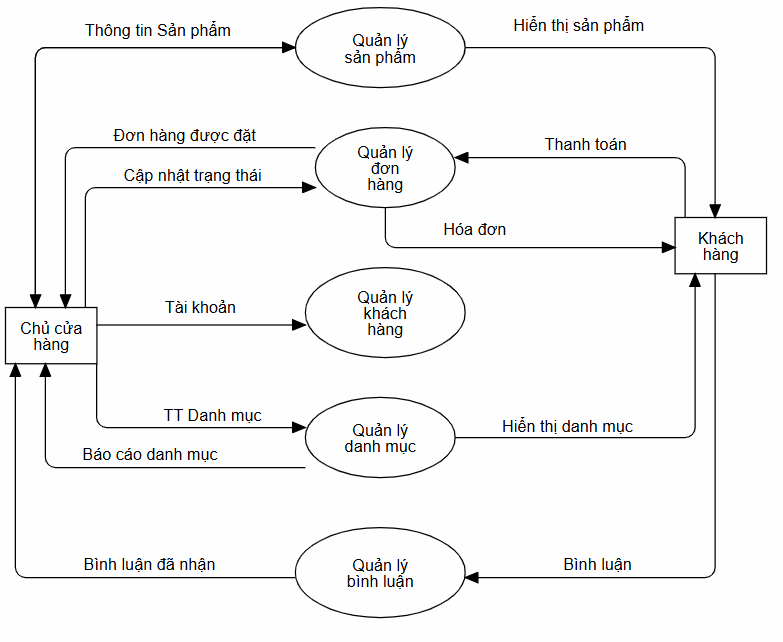 Thông tin Sản phẩm
Quản lý
sản phẩm
Hiển thị sản phẩm
Đơn hàng được đặt
Quản lý
đơn
hàng
Thanh toán
Cập nhật trạng thái
Hóa đơn
Khách
hàng
Tài khoản
Quản lý
khách
hàng
Chủ cửa
hàng
TT Danh mục
Quản lý
danh mục
Hiển thị danh mục
Báo cáo danh mục
Bình luận đã nhận
Quản lý
bình luận
Bình luận